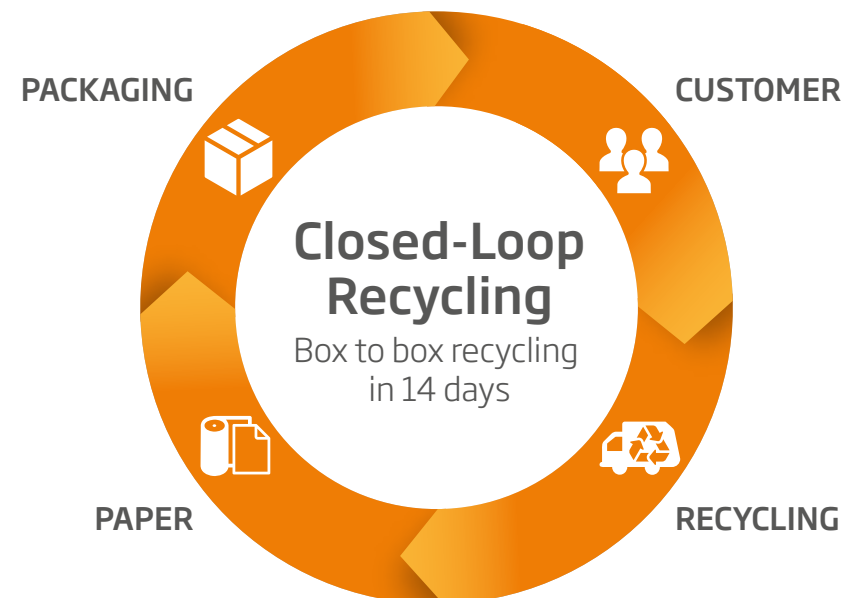 PACKAGING
CUSTOMER
Closed-Loop
Recycling
Box to box recycling
in 14 days
PAPER
RECYCLING